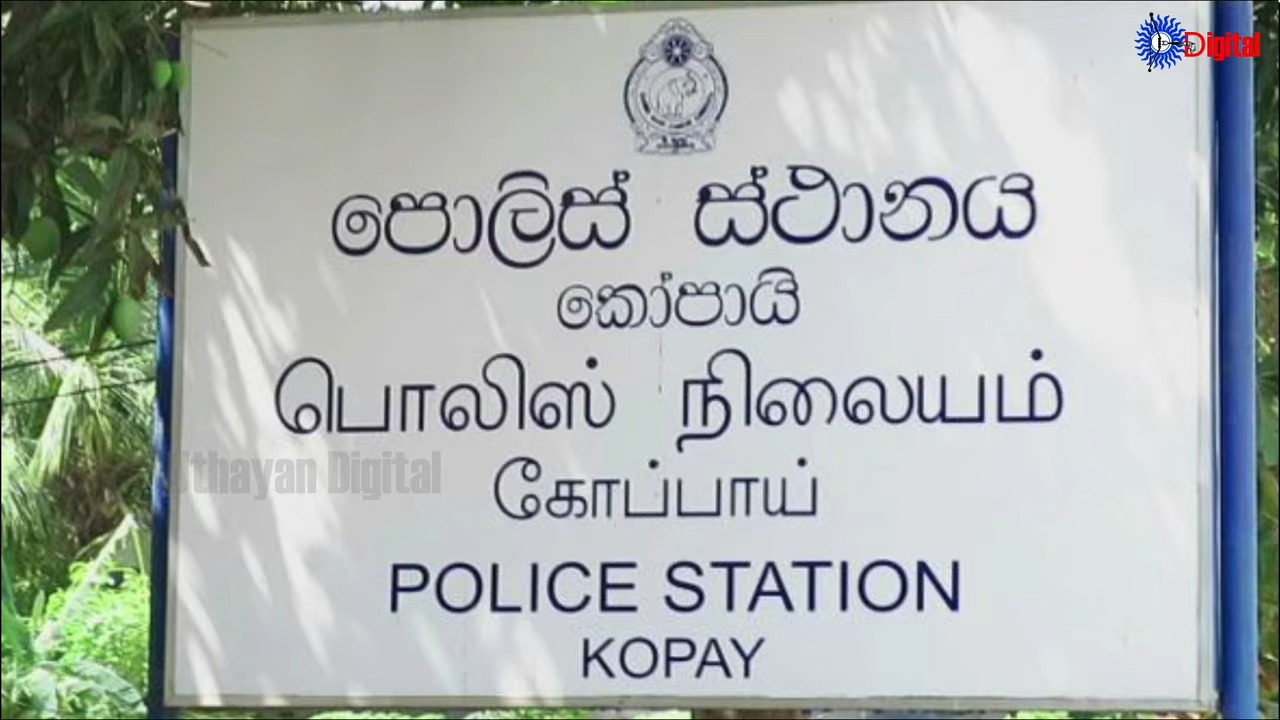 Digital
පොලිස් ස්ථානය
කෝපායි
பொலிஸ் நிலையம்
Uthayan Digital
கோப்பாய்
POLICE STATION
KOPAY